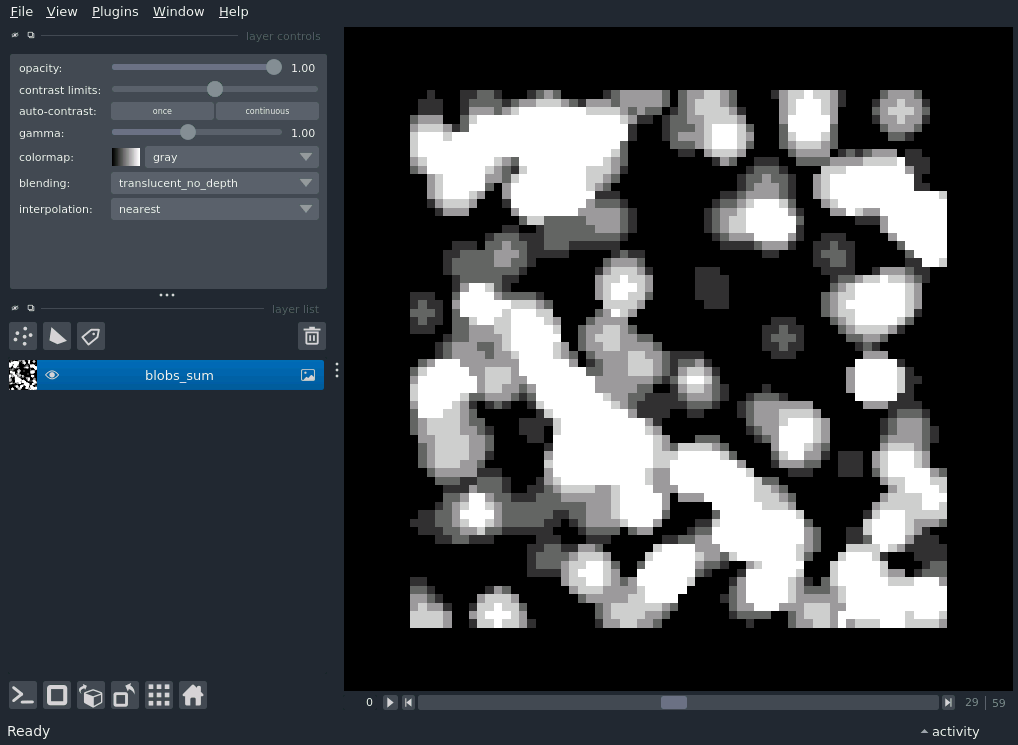 File View Plugins Window Help
layer controls
opacity: 1.00
contrast limits:
auto-contrast: once continuous
gamma: 1.00
colormap: gray
blending: translucent_no_depth
interpolation: nearest
layer list
blobs_sum
0 29 | 59
Ready activity